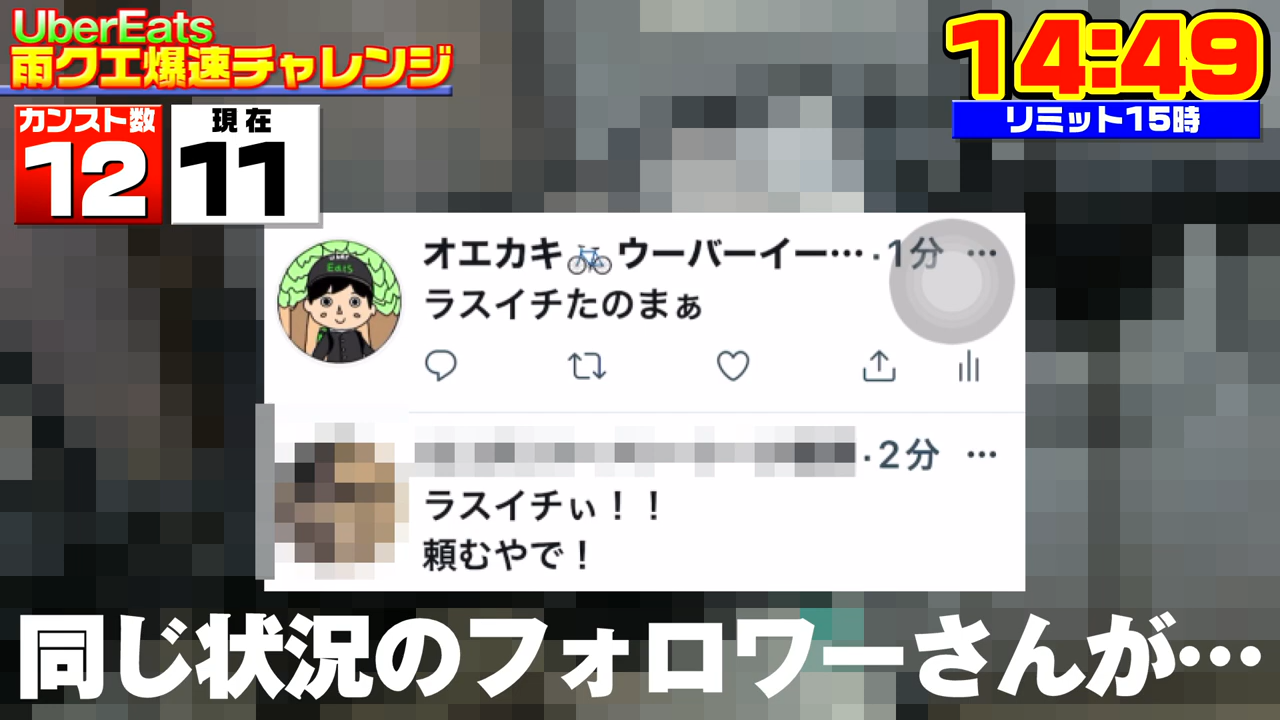 UberEats
雨クエ爆速チャレンジ
14:49
リミット15時
カンスト数
12
現在
11
Uber
Eats
オエカキ🚲ウーバーイー…·1分 …
ラスイチたのまぁ
·2分 …
ラスイチぃ！！
頼むやで！
同じ状況のフォロワーさんが…